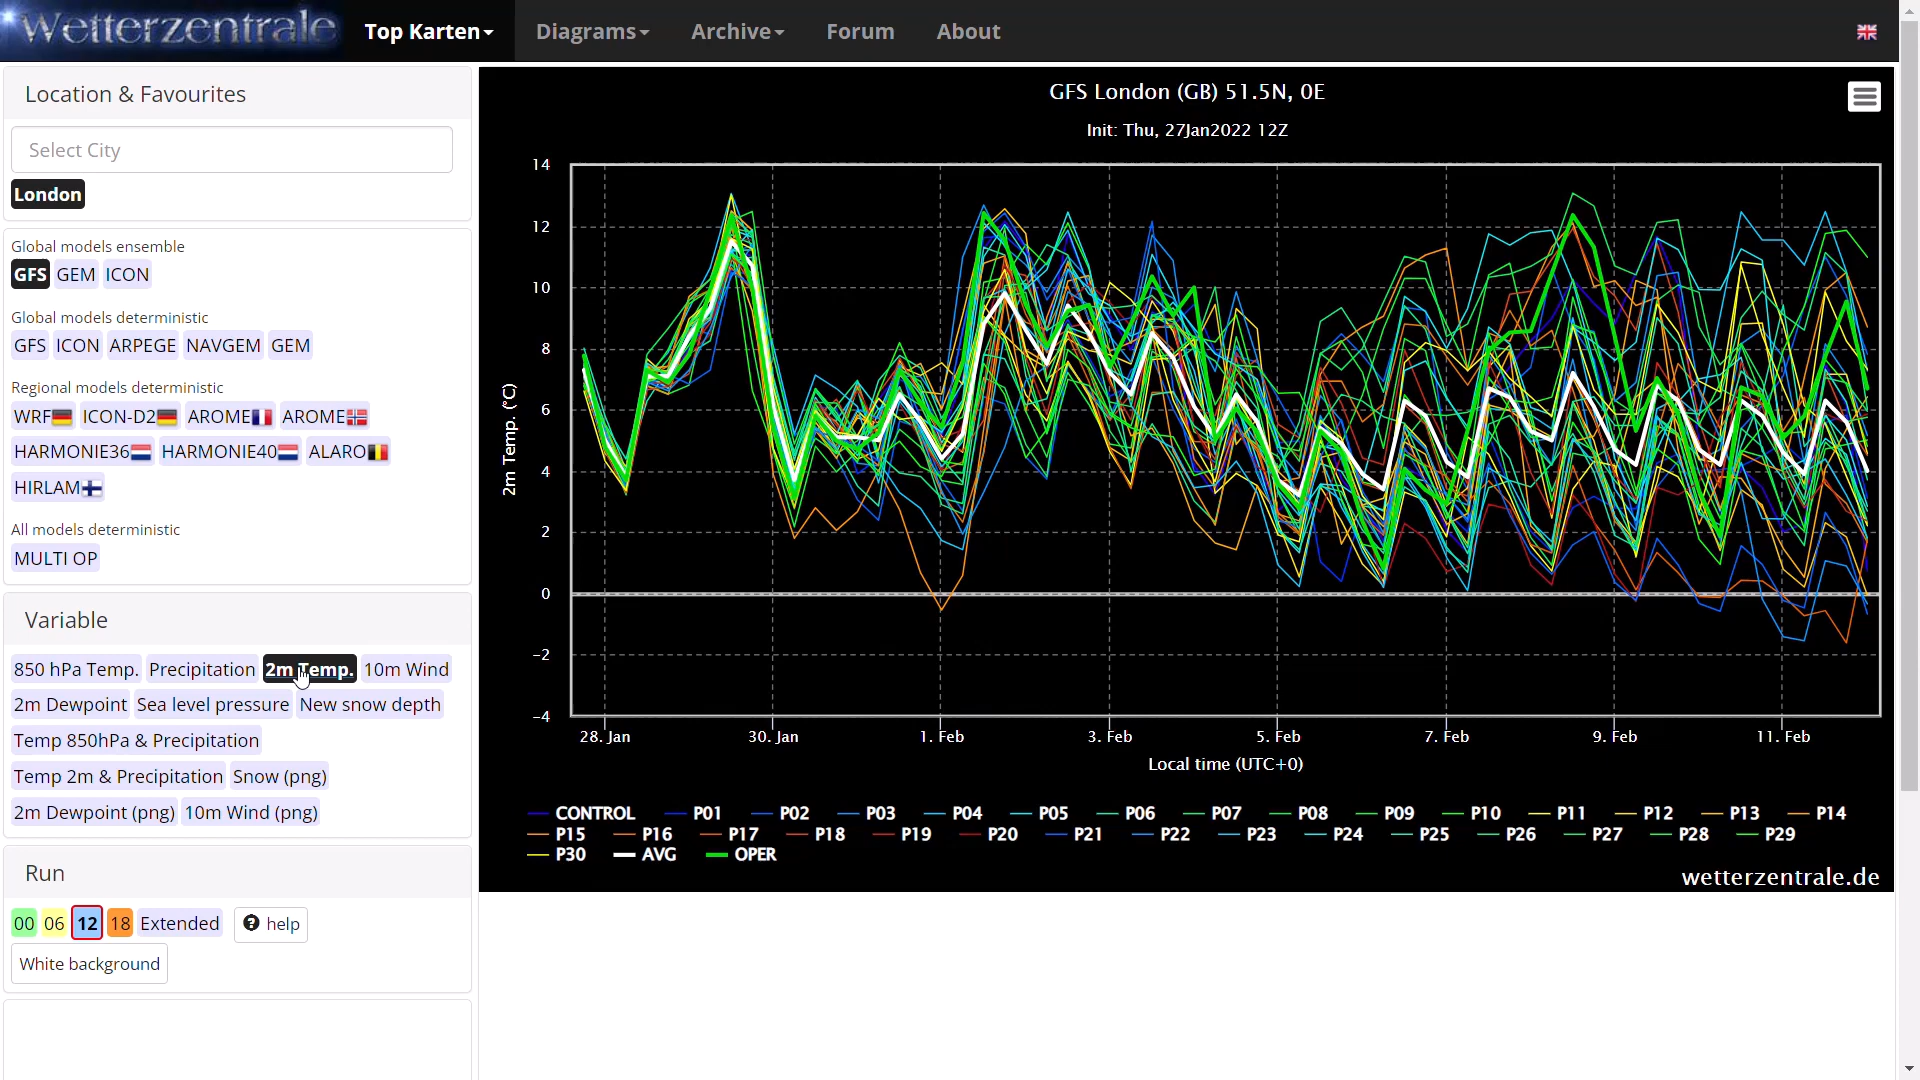 Wetterzentrale
Top Karten Diagrams Archive Forum About
Location & Favourites
Select City
London
Global models ensemble
GFS GEM ICON
Global models deterministic
GFS ICON ARPEGE NAVGEM GEM
Regional models deterministic
WRF ICON-D2 AROME AROME
HARMONIE36 HARMONIE40 ALARO
HIRLAM
All models deterministic
MULTI OP
Variable
850 hPa Temp. Precipitation 2m Temp. 10m Wind
2m Dewpoint Sea level pressure New snow depth
Temp 850hPa & Precipitation
Temp 2m & Precipitation Snow (png)
2m Dewpoint (png) 10m Wind (png)
Run
00 06 12 18 Extended ? help
White background
GFS London (GB) 51.5N, 0E
Init: Thu, 27Jan2022 12Z
14
12
10
8
6
4
2
0
-2
-4
2m Temp. (°C)
28. Jan 30. Jan 1. Feb 3. Feb 5. Feb 7. Feb 9. Feb 11. Feb
Local time (UTC+0)
CONTROL P01 P02 P03 P04 P05 P06 P07 P08 P09 P10 P11 P12 P13 P14
P15 P16 P17 P18 P19 P20 P21 P22 P23 P24 P25 P26 P27 P28 P29
P30 AVG OPER
wetterzentrale.de